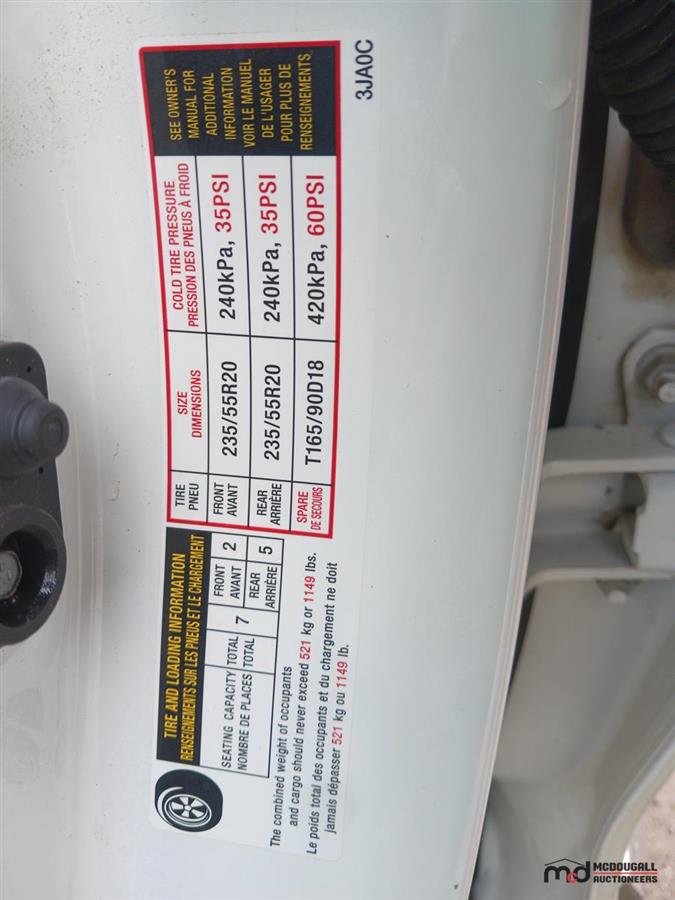 TIRE AND LOADING INFORMATION
RENSEIGNEMENTS SUR LES PNEUS ET LE CHARGEMENT
SEATING CAPACITY
NOMBRE DE PLACES
TOTAL
TOTAL
7
FRONT
AVANT
2
REAR
ARRIÈRE
5
The combined weight of occupants
and cargo should never exceed 521 kg or 1149 lbs.
Le poids total des occupants et du chargement ne doit
jamais dépasser 521 kg ou 1149 lb.
TIRE
PNEU
SIZE
DIMENSIONS
COLD TIRE PRESSURE
PRESSION DES PNEUS À FROID
FRONT
AVANT
235/55R20
240kPa, 35PSI
REAR
ARRIÈRE
235/55R20
240kPa, 35PSI
SPARE
DE SECOURS
T165/90D18
420kPa, 60PSI
SEE OWNER'S
MANUAL FOR
ADDITIONAL
INFORMATION
VOIR LE MANUEL
DE L'USAGER
POUR PLUS DE
RENSEIGNEMENTS
3JA0C
mcd MCDOUGALL
AUCTIONEERS